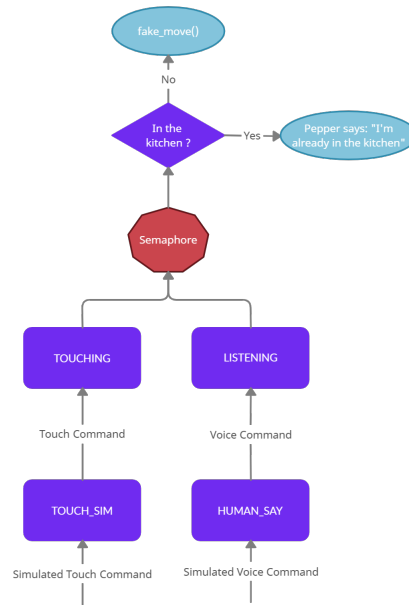 fake_move()
No
In the
kitchen ?
Yes
Pepper says: "I'm
already in the kitchen"
Semaphore
TOUCHING
LISTENING
Touch Command
Voice Command
TOUCH_SIM
HUMAN_SAY
Simulated Touch Command
Simulated Voice Command